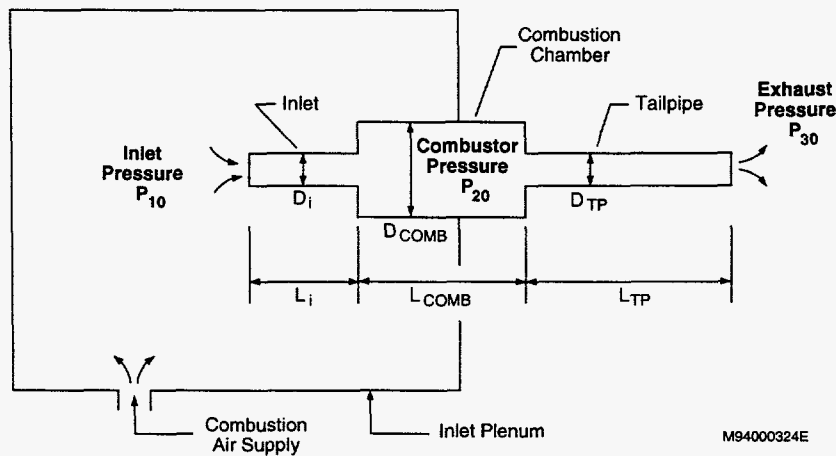 Combustion
Chamber
Inlet
Tailpipe
Exhaust
Pressure
P30
Inlet
Pressure
P10
Combustor
Pressure
P20
Di
DCOMB
DTP
Li
LCOMB
LTP
Combustion
Air Supply
Inlet Plenum
M94000324E